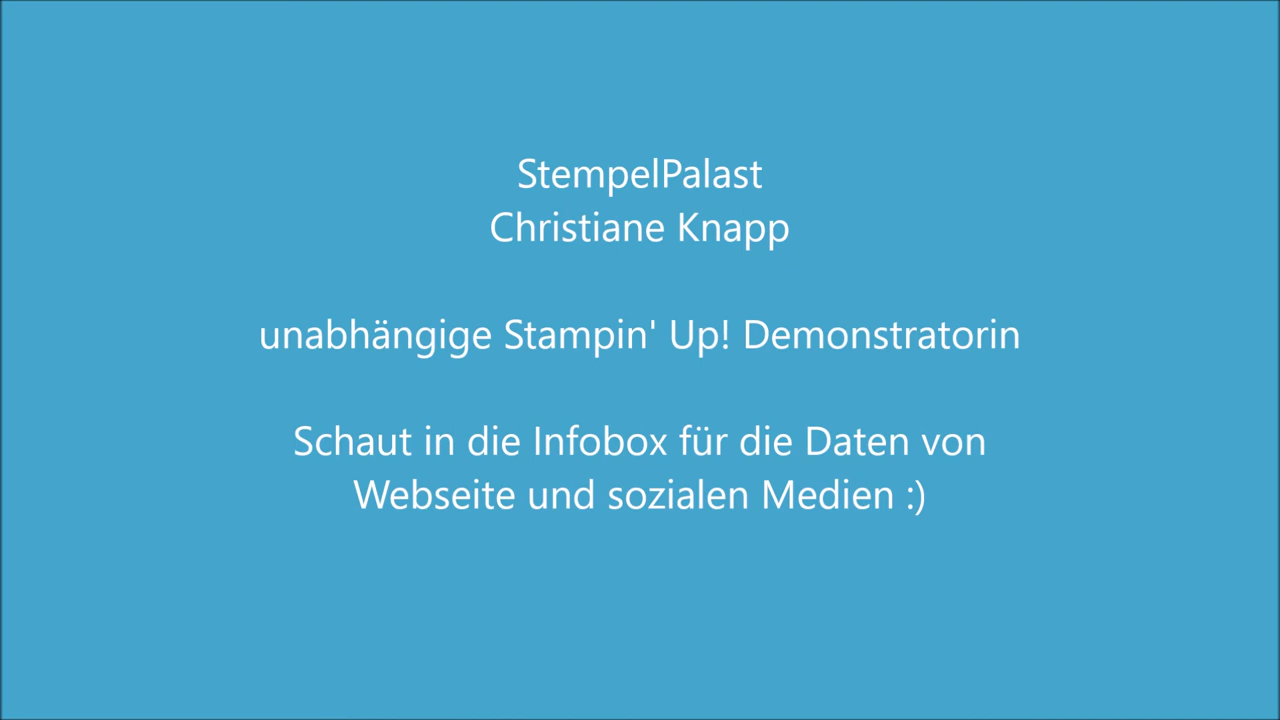 StempelPalast
Christiane Knapp
unabhängige Stampin' Up! Demonstratorin
Schaut in die Infobox für die Daten von
Webseite und sozialen Medien :)